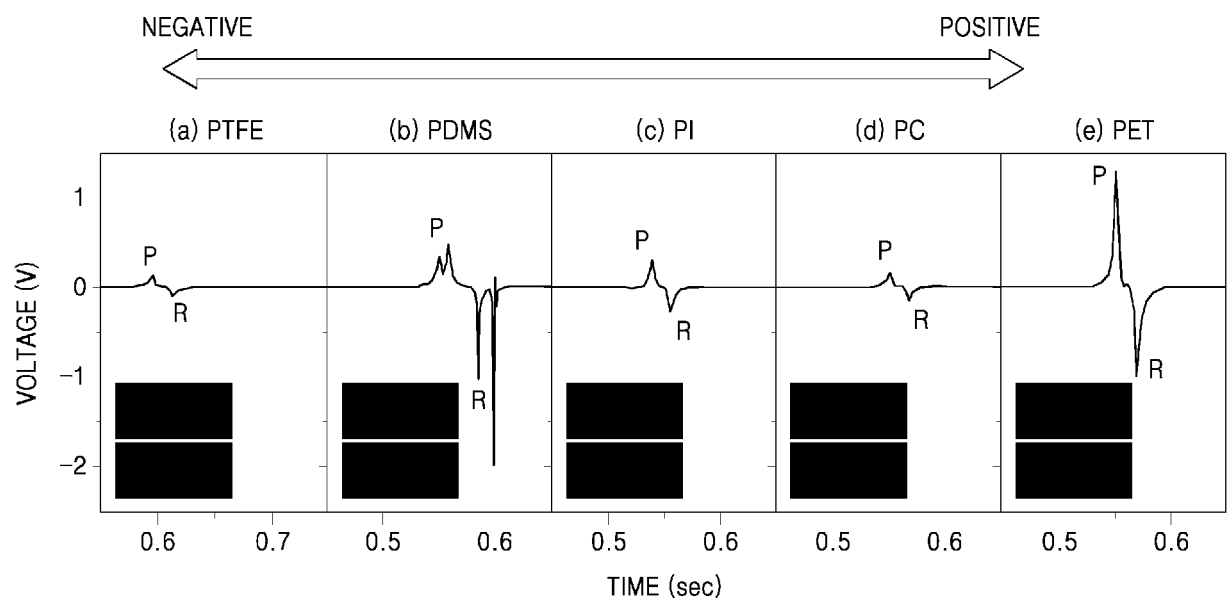 NEGATIVE POSITIVE
(a) PTFE (b) PDMS (c) PI (d) PC (e) PET
VOLTAGE (V)
1
0
−1
−2
P R
P R
P R
P R
P R
0.6 0.7 0.5 0.6 0.5 0.6 0.5 0.6 0.5 0.6
TIME (sec)